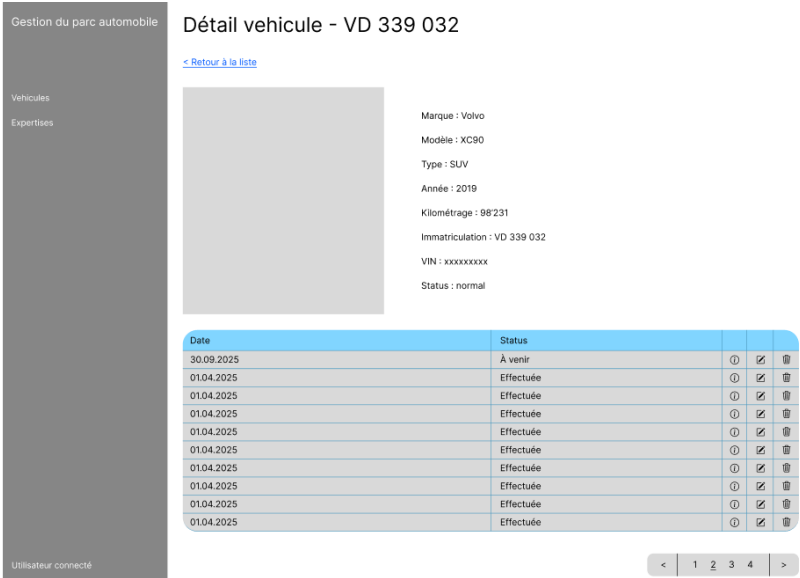 Gestion du parc automobile
Vehicules
Expertises
Utilisateur connecté
Détail vehicule - VD 339 032
< Retour à la liste
Marque : Volvo
Modèle : XC90
Type : SUV
Année : 2019
Kilométrage : 98'231
Immatriculation : VD 339 032
VIN : xxxxxxxxx
Status : normal
Date Status
30.09.2025 À venir
01.04.2025 Effectuée
01.04.2025 Effectuée
01.04.2025 Effectuée
01.04.2025 Effectuée
01.04.2025 Effectuée
01.04.2025 Effectuée
01.04.2025 Effectuée
01.04.2025 Effectuée
01.04.2025 Effectuée
< 1 2 3 4 >